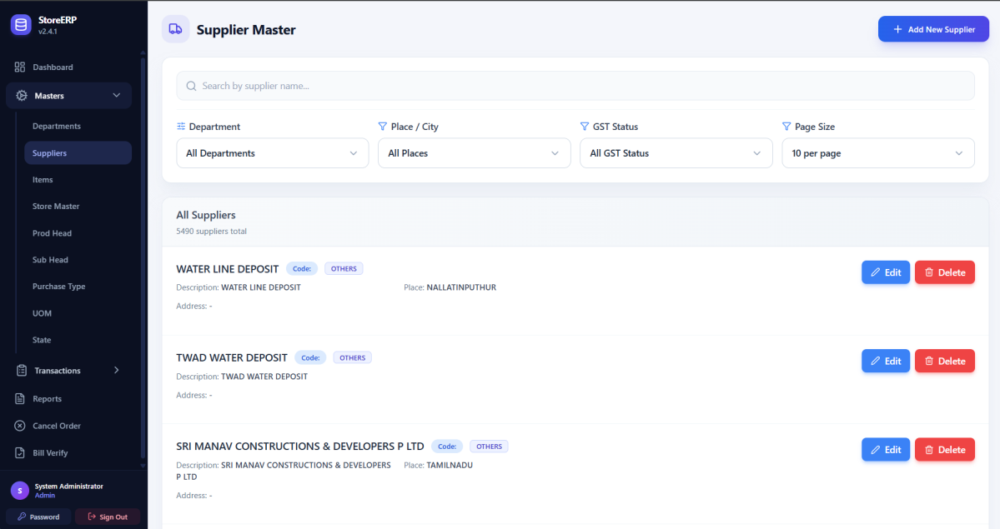 StoreERP
v2.4.1
Dashboard
Masters
Departments
Suppliers
Items
Store Master
Prod Head
Sub Head
Purchase Type
UOM
State
Transactions
Reports
Cancel Order
Bill Verify
S
System Administrator
Admin
Password
Sign Out
Supplier Master
Add New Supplier
Search by supplier name...
Department
Place / City
GST Status
Page Size
All Departments
All Places
All GST Status
10 per page
All Suppliers
5490 suppliers total
WATER LINE DEPOSIT Code: OTHERS
Edit Delete
Description: WATER LINE DEPOSIT Place: NALLATINPUTHUR
Address: -
TWAD WATER DEPOSIT Code: OTHERS
Edit Delete
Description: TWAD WATER DEPOSIT
Address: -
SRI MANAV CONSTRUCTIONS & DEVELOPERS P LTD Code: OTHERS
Edit Delete
Description: SRI MANAV CONSTRUCTIONS & DEVELOPERS Place: TAMILNADU
P LTD
Address: -